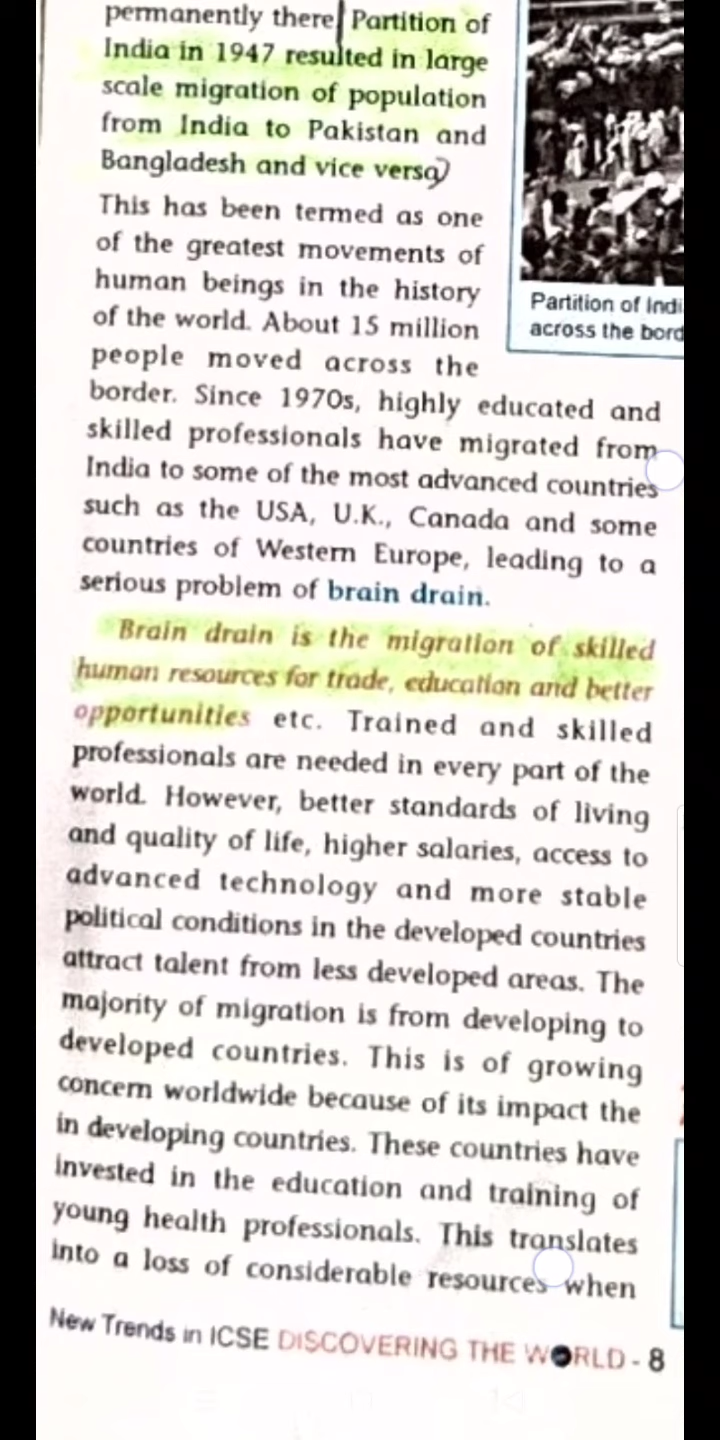 permanently there. Partition of
India in 1947 resulted in large
scale migration of population
from India to Pakistan and
Bangladesh and vice versa
This has been termed as one
of the greatest movements of
human beings in the history
of the world. About 15 million
people moved across the
border. Since 1970s, highly educated and
skilled professionals have migrated from
India to some of the most advanced countries
such as the USA, U.K., Canada and some
countries of Western Europe, leading to a
serious problem of brain drain.
Brain drain is the migration of skilled
human resources for trade, education and better
opportunities etc. Trained and skilled
professionals are needed in every part of the
world. However, better standards of living
and quality of life, higher salaries, access to
advanced technology and more stable
political conditions in the developed countries
attract talent from less developed areas. The
majority of migration is from developing to
developed countries. This is of growing
concern worldwide because of its impact the
in developing countries. These countries have
invested in the education and training of
young health professionals. This translates
into a loss of considerable resources when
Partition of Indi
across the bord
New Trends in ICSE DISCOVERING THE WORLD - 8